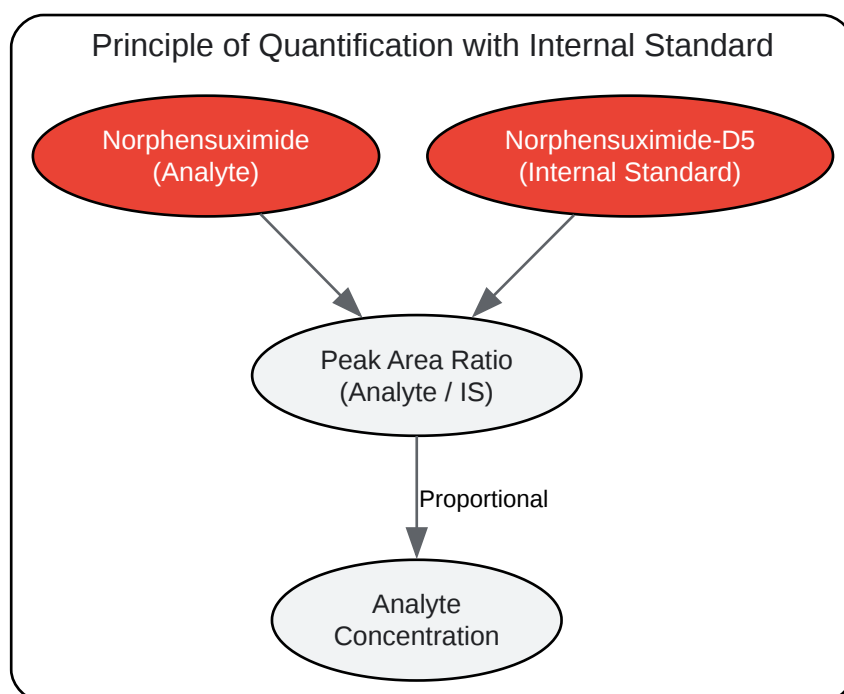 Principle of Quantification with Internal Standard
Norphensuximide
(Analyte)
Norphensuximide-D5
(Internal Standard)
Peak Area Ratio
(Analyte / IS)
Proportional
Analyte
Concentration